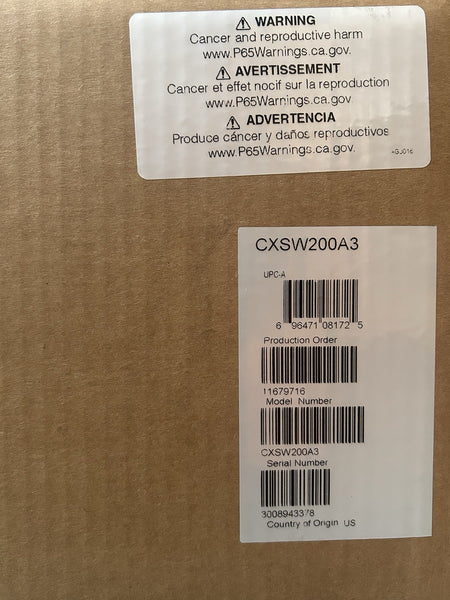 ⚠ WARNING
Cancer and reproductive harm
www.P65Warnings.ca.gov.
⚠ AVERTISSEMENT
Cancer et effet nocif sur la reproduction
www.P65Warnings.ca.gov
⚠ ADVERTENCIA
Produce cáncer y daños reproductivos
www.P65Warnings.ca.gov.
CXSW200A3
UPC-A
6 96471 08172 5
Production Order
11679716
Model Number
CXSW200A3
Serial Number
3008943378
Country of Origin US